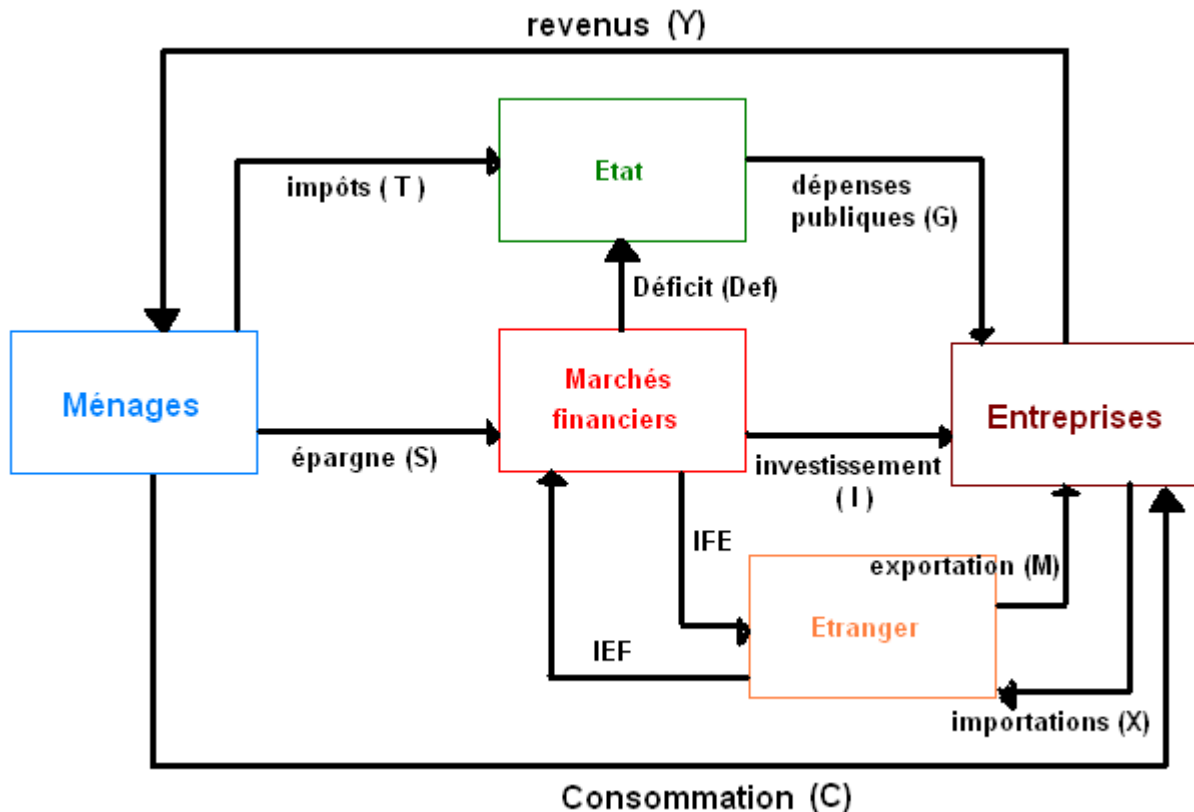 revenus (Y)
Etat
impôts ( T )
dépenses
publiques (G)
Déficit (Def)
Ménages
Marchés
financiers
Entreprises
épargne (S)
investissement
( I )
IFE
exportation (M)
Etranger
IEF
importations (X)
Consommation (C)